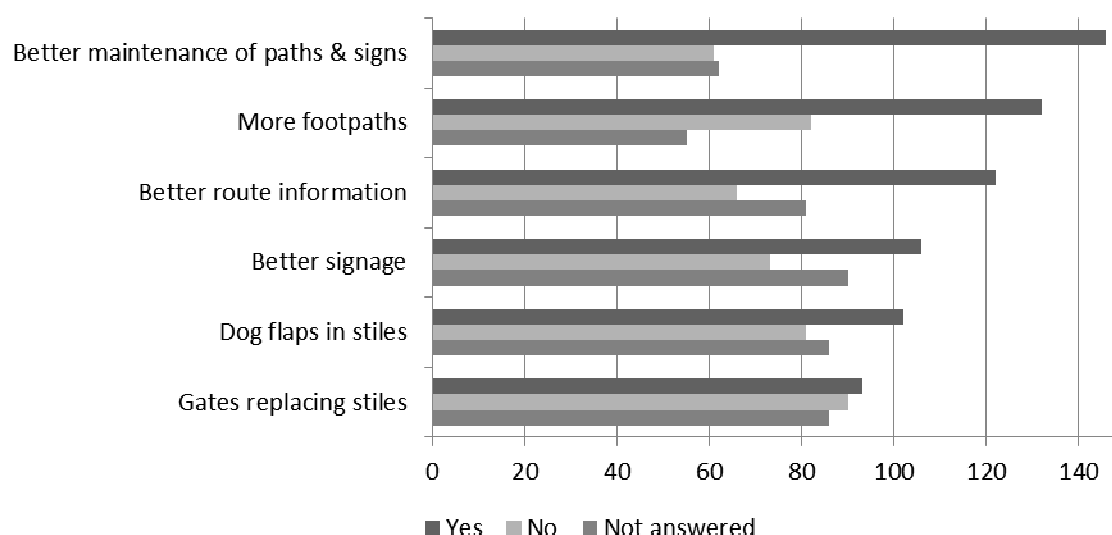 Better maintenance of paths & signs
More footpaths
Better route information
Better signage
Dog flaps in stiles
Gates replacing stiles
0 20 40 60 80 100 120 140
Yes No Not answered